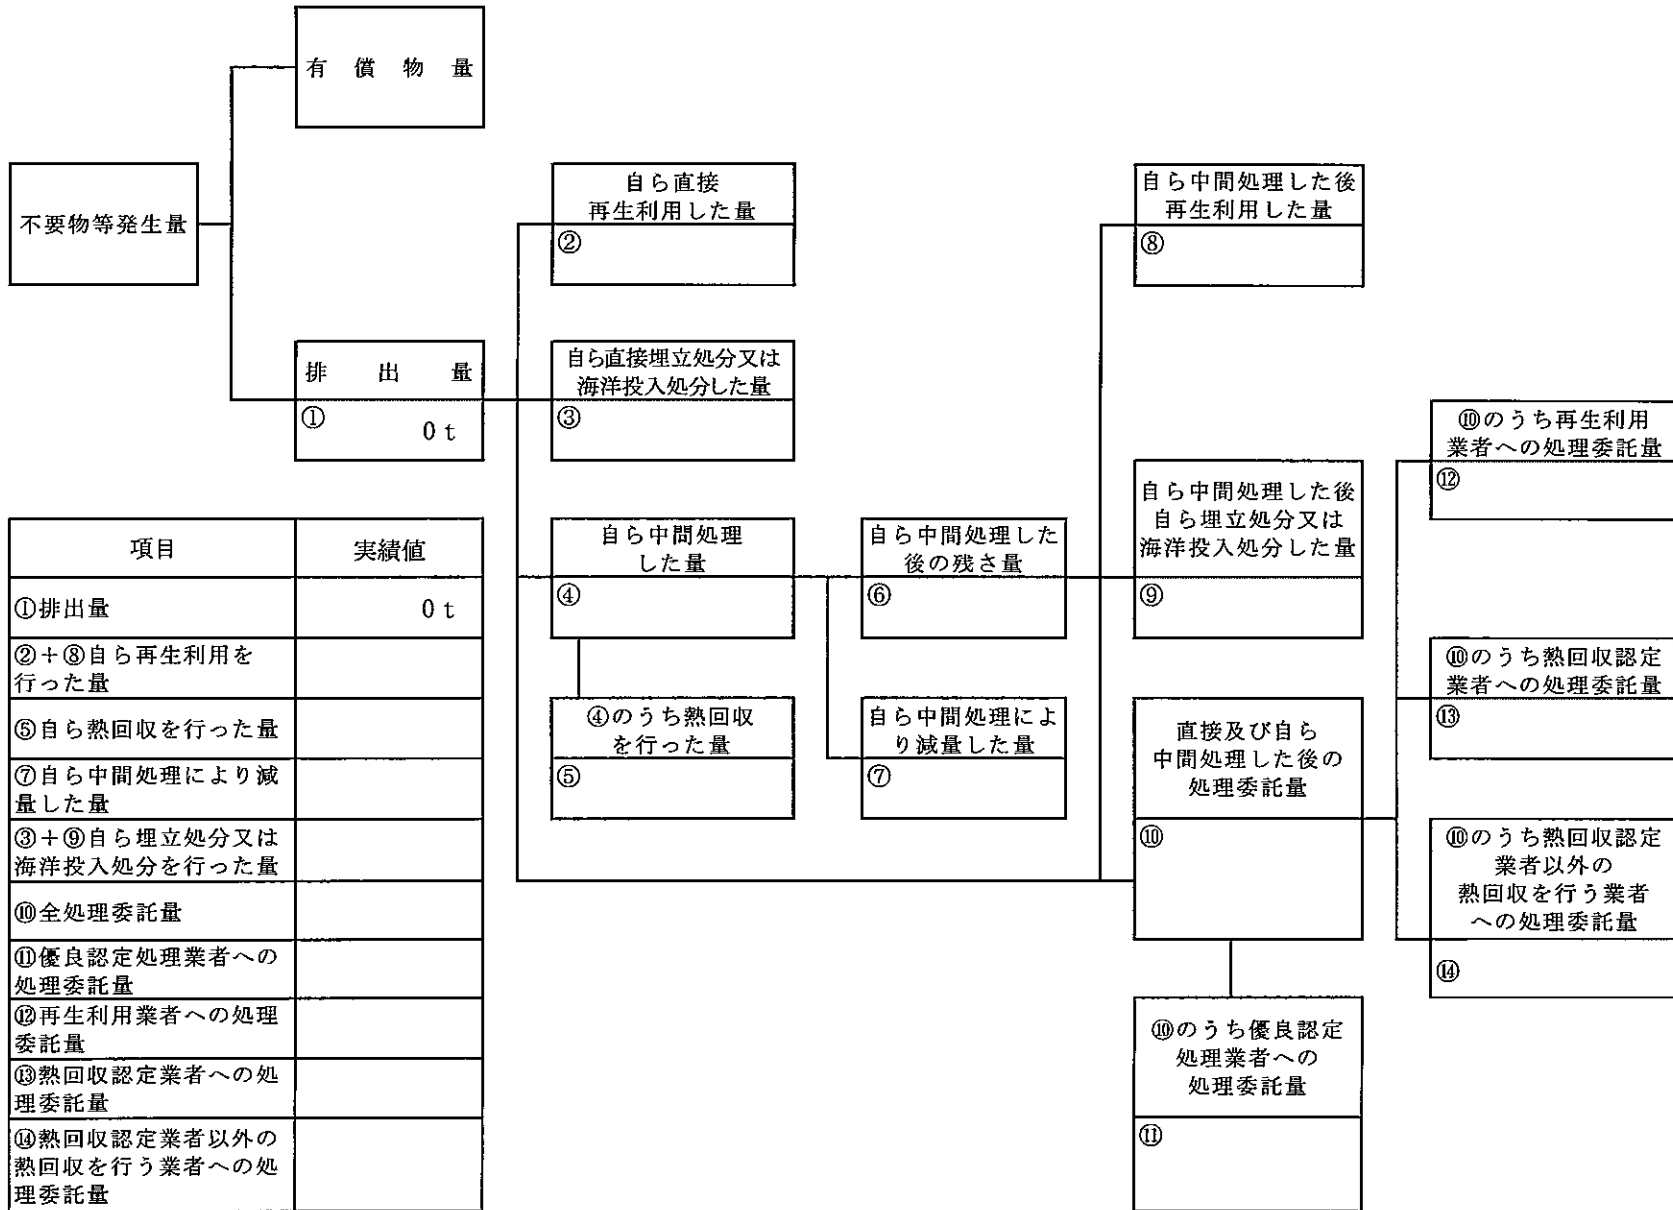 有償物量
不要物等発生量
排出量
①
0 t
自ら直接
再生利用した量
②
自ら直接埋立処分又は
海洋投入処分した量
③
自ら中間処理
した量
④
④のうち熱回収
を行った量
⑤
自ら中間処理した
後の残さ量
⑥
自ら中間処理によ
り減量した量
⑦
自ら中間処理した後
再生利用した量
⑧
自ら中間処理した後
自ら埋立処分又は
海洋投入処分した量
⑨
直接及び自ら
中間処理した後の
処理委託量
⑩
⑩のうち優良認定
処理業者への
処理委託量
⑪
⑩のうち再生利用
業者への処理委託量
⑫
⑩のうち熱回収認定
業者への処理委託量
⑬
⑩のうち熱回収認定
業者以外の
熱回収を行う業者
への処理委託量
⑭
項目 実績値
①排出量 0 t
②+⑧自ら再生利用を
行った量
⑤自ら熱回収を行った量
⑦自ら中間処理により減
量した量
③+⑨自ら埋立処分又は
海洋投入処分を行った量
⑩全処理委託量
⑪優良認定処理業者への
処理委託量
⑫再生利用業者への処理
委託量
⑬熱回収認定業者への処
理委託量
⑭熱回収認定業者以外の
熱回収を行う業者への処
理委託量